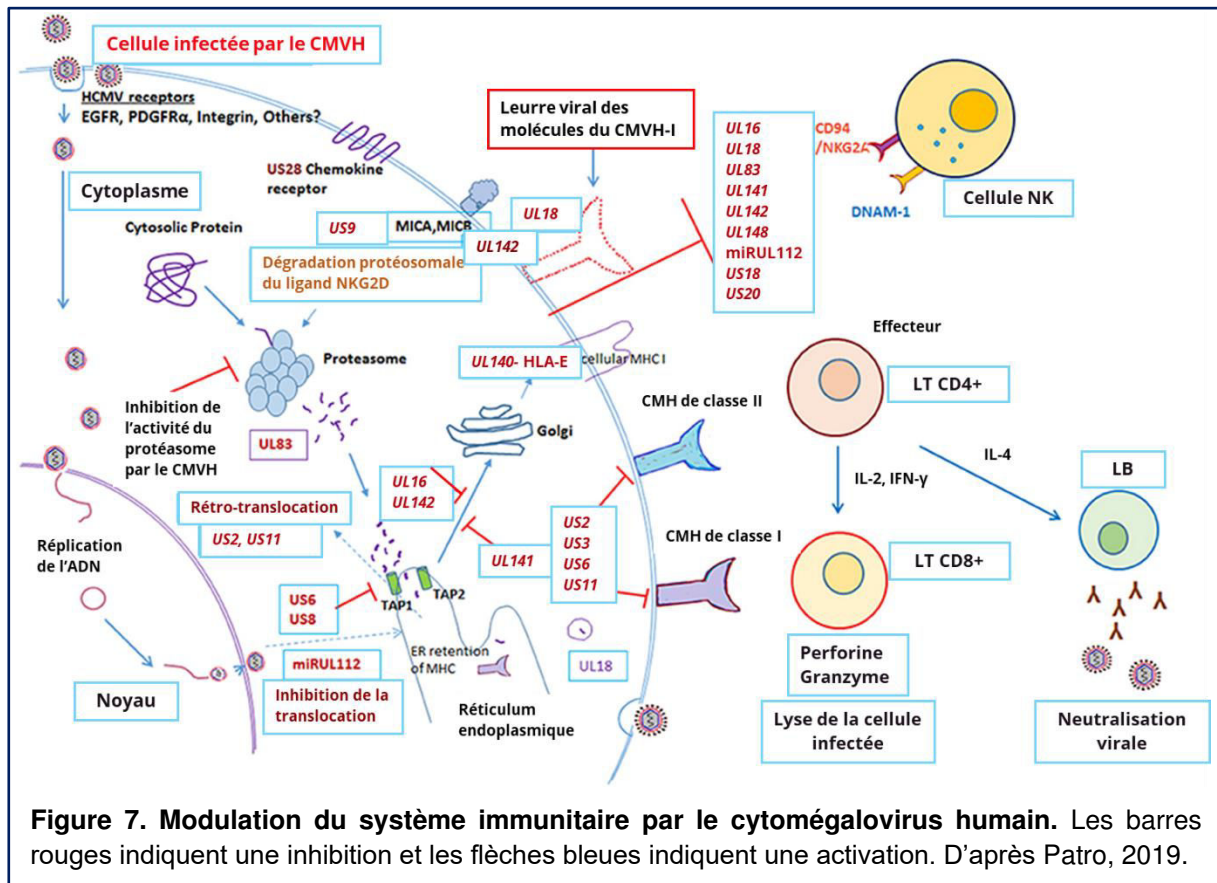 Cellule infectée par le CMVH
HCMV receptors
EGFR, PDGFRα, Integrin, Others?
Cytoplasme
US28 Chemokine
receptor
Cytosolic Protein
US9
MICA,MICB
UL18
UL142
Dégradation protéosomale
du ligand NKG2D
Leurre viral des
molécules du CMVH-I
UL16
UL18
UL83
UL141
UL142
UL148
miRUL112
US18
US20
CD94
/NKG2A
DNAM-1
Cellule NK
Proteasome
Inhibition de
l'activité du
protéasome
par le CMVH
UL83
UL140- HLA-E
cellular MHC I
Golgi
CMH de classe II
Effecteur
LT CD4+
IL-2, IFN-γ
IL-4
LB
Rétro-translocation
US2, US11
UL16
UL142
UL141
US2
US3
US6
US11
CMH de classe I
LT CD8+
Réplication
de l'ADN
US6
US8
TAP1
TAP2
miRUL112
Inhibition de la
translocation
Noyau
ER retention
of MHC
UL18
Réticulum
endoplasmique
Perforine
Granzyme
Lyse de la cellule
infectée
Neutralisation
virale
Figure 7. Modulation du système immunitaire par le cytomégalovirus humain. Les barres
rouges indiquent une inhibition et les flèches bleues indiquent une activation. D'après Patro, 2019.